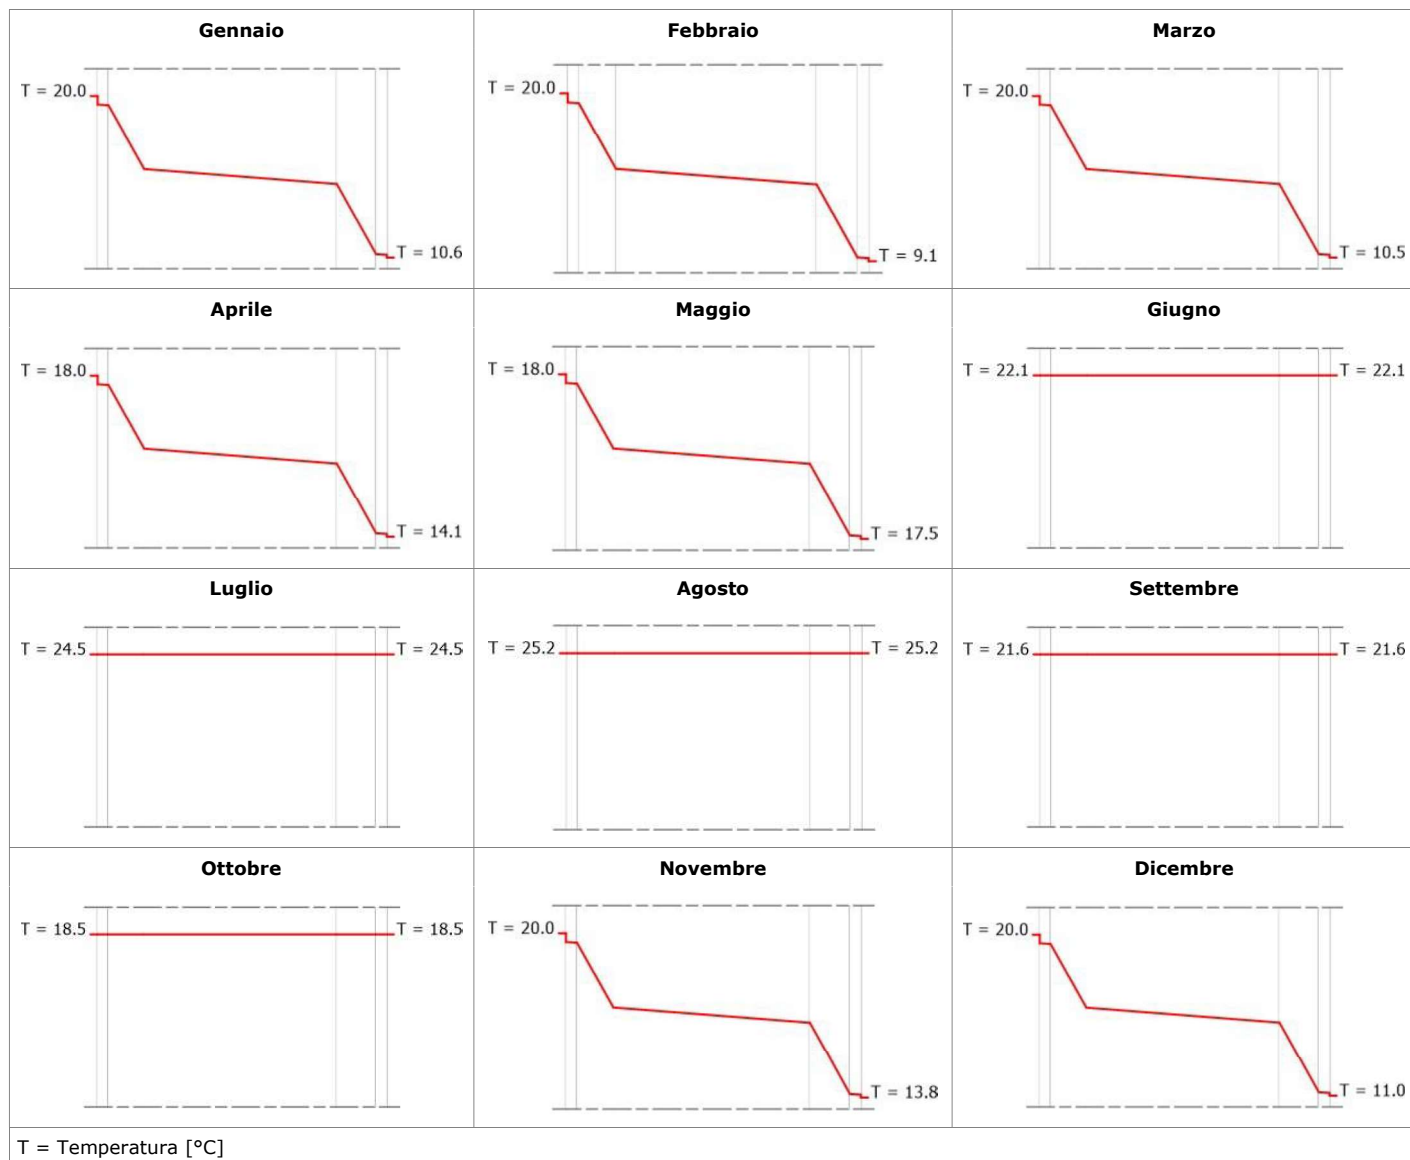 Gennaio
Febbraio
Marzo
T = 20.0
T = 10.6
T = 20.0
T = 9.1
T = 20.0
T = 10.5
Aprile
Maggio
Giugno
T = 18.0
T = 14.1
T = 18.0
T = 17.5
T = 22.1
T = 22.1
Luglio
Agosto
Settembre
T = 24.5
T = 24.5
T = 25.2
T = 25.2
T = 21.6
T = 21.6
Ottobre
Novembre
Dicembre
T = 18.5
T = 18.5
T = 20.0
T = 13.8
T = 20.0
T = 11.0
T = Temperatura [°C]